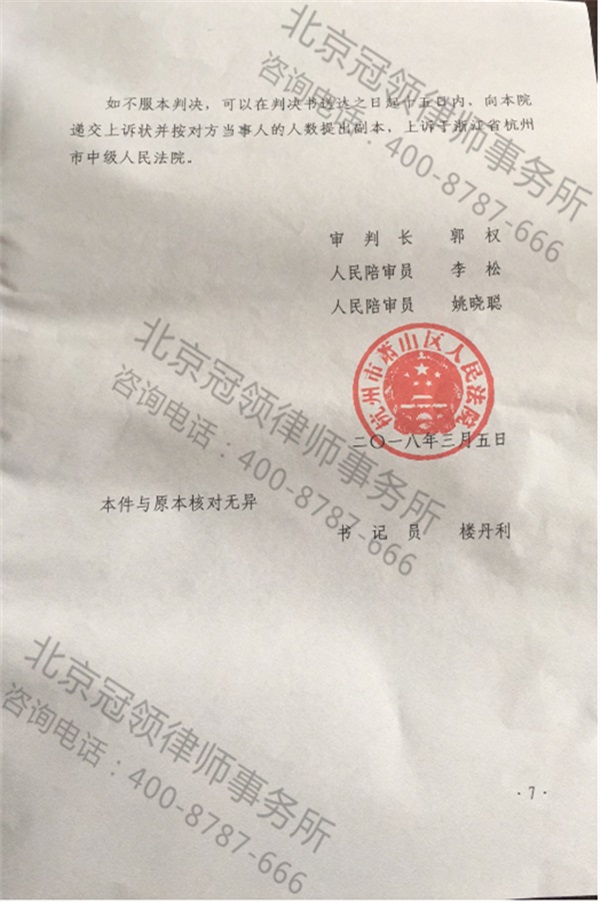 如不服本判决，可以在判决书送达之日起十五日内，向本院
递交上诉状并按对方当事人的人数提出副本，上诉于浙江省杭州
市中级人民法院。
审 判 长 郭 权
人民陪审员 李 松
人民陪审员 姚晓聪
杭州市萧山区人民法院
二〇一八年三月五日
本件与原本核对无异
书 记 员 楼丹利
·7·
北京冠领律师事务所
咨询电话：400-8787-666
北京冠领律师事务所
咨询电话：400-8787-666
北京冠领律师事务所
咨询电话：400-8787-666